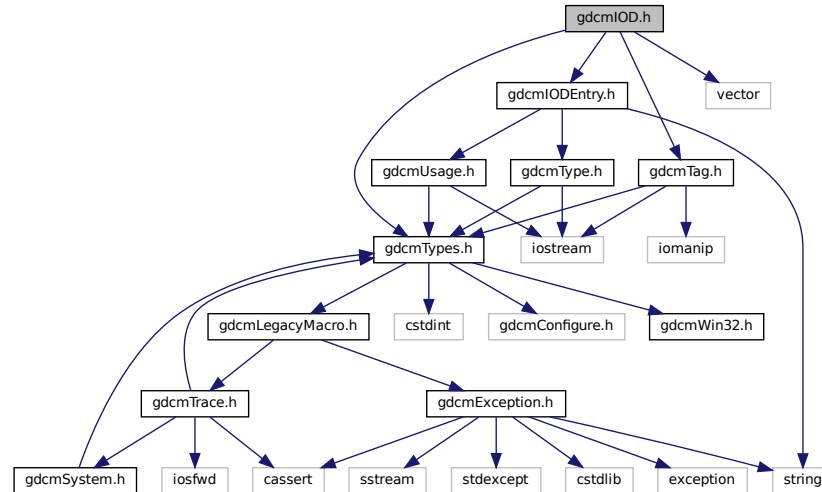 gdcmIOD.h
gdcmIODEntry.h
vector
gdcmUsage.h
gdcmType.h
gdcmTag.h
gdcmTypes.h
iostream
iomanip
gdcmLegacyMacro.h
cstdint
gdcmConfigure.h
gdcmWin32.h
gdcmTrace.h
gdcmException.h
gdcmSystem.h
iosfwd
cassert
sstream
stdexcept
cstdlib
exception
string